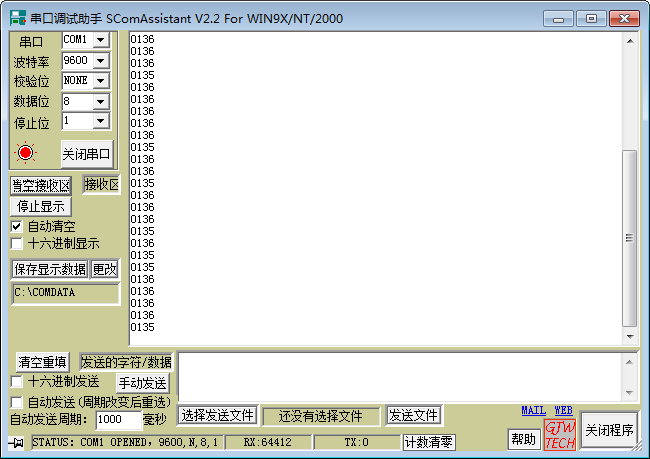 串口调试助手 SComAssistant V2.2 For WIN9X/NT/2000
串口 COM1
波特率 9600
校验位 NONE
数据位 8
停止位 1
关闭串口
清空接收区 接收区
停止显示
自动清空
十六进制显示
保存显示数据 更改
C:\COMDATA
0136
0136
0136
0135
0136
0136
0136
0136
0136
0135
0135
0136
0135
0136
0136
0136
0135
0136
0136
0135
0135
0136
0136
0136
0135
清空重填 发送的字符/数据
十六进制发送 手动发送
自动发送(周期改变后重选)
自动发送周期: 1000 毫秒 选择发送文件 还没有选择文件 发送文件
MAIL WEB
帮助 GJW TECH 关闭程序
STATUS: COM1 OPENED, 9600,N,8,1 RX:64412 TX:0 计数清零